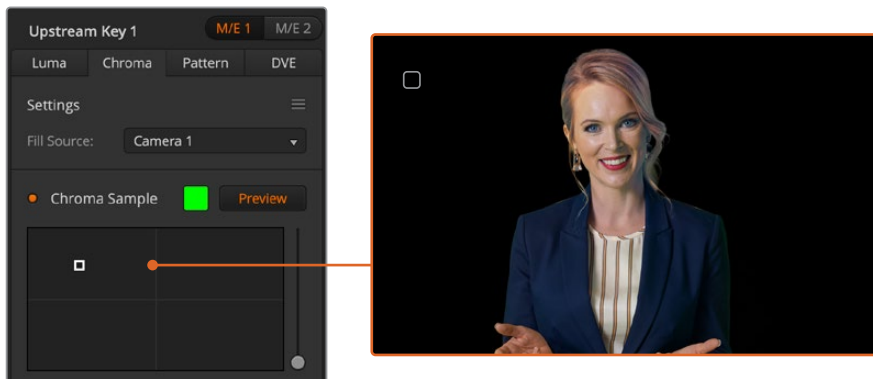 Upstream Key 1 M/E 1 M/E 2
Luma Chroma Pattern DVE
Settings
Fill Source: Camera 1
Chroma Sample Preview